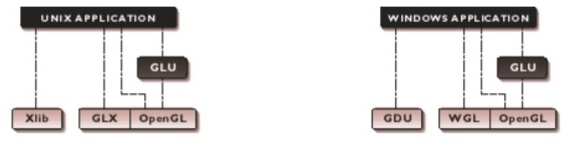 UNIX APPLICATION
GLU
Xlib GLX OpenGL
WINDOWS APPLICATION
GLU
GDU WGL OpenGL